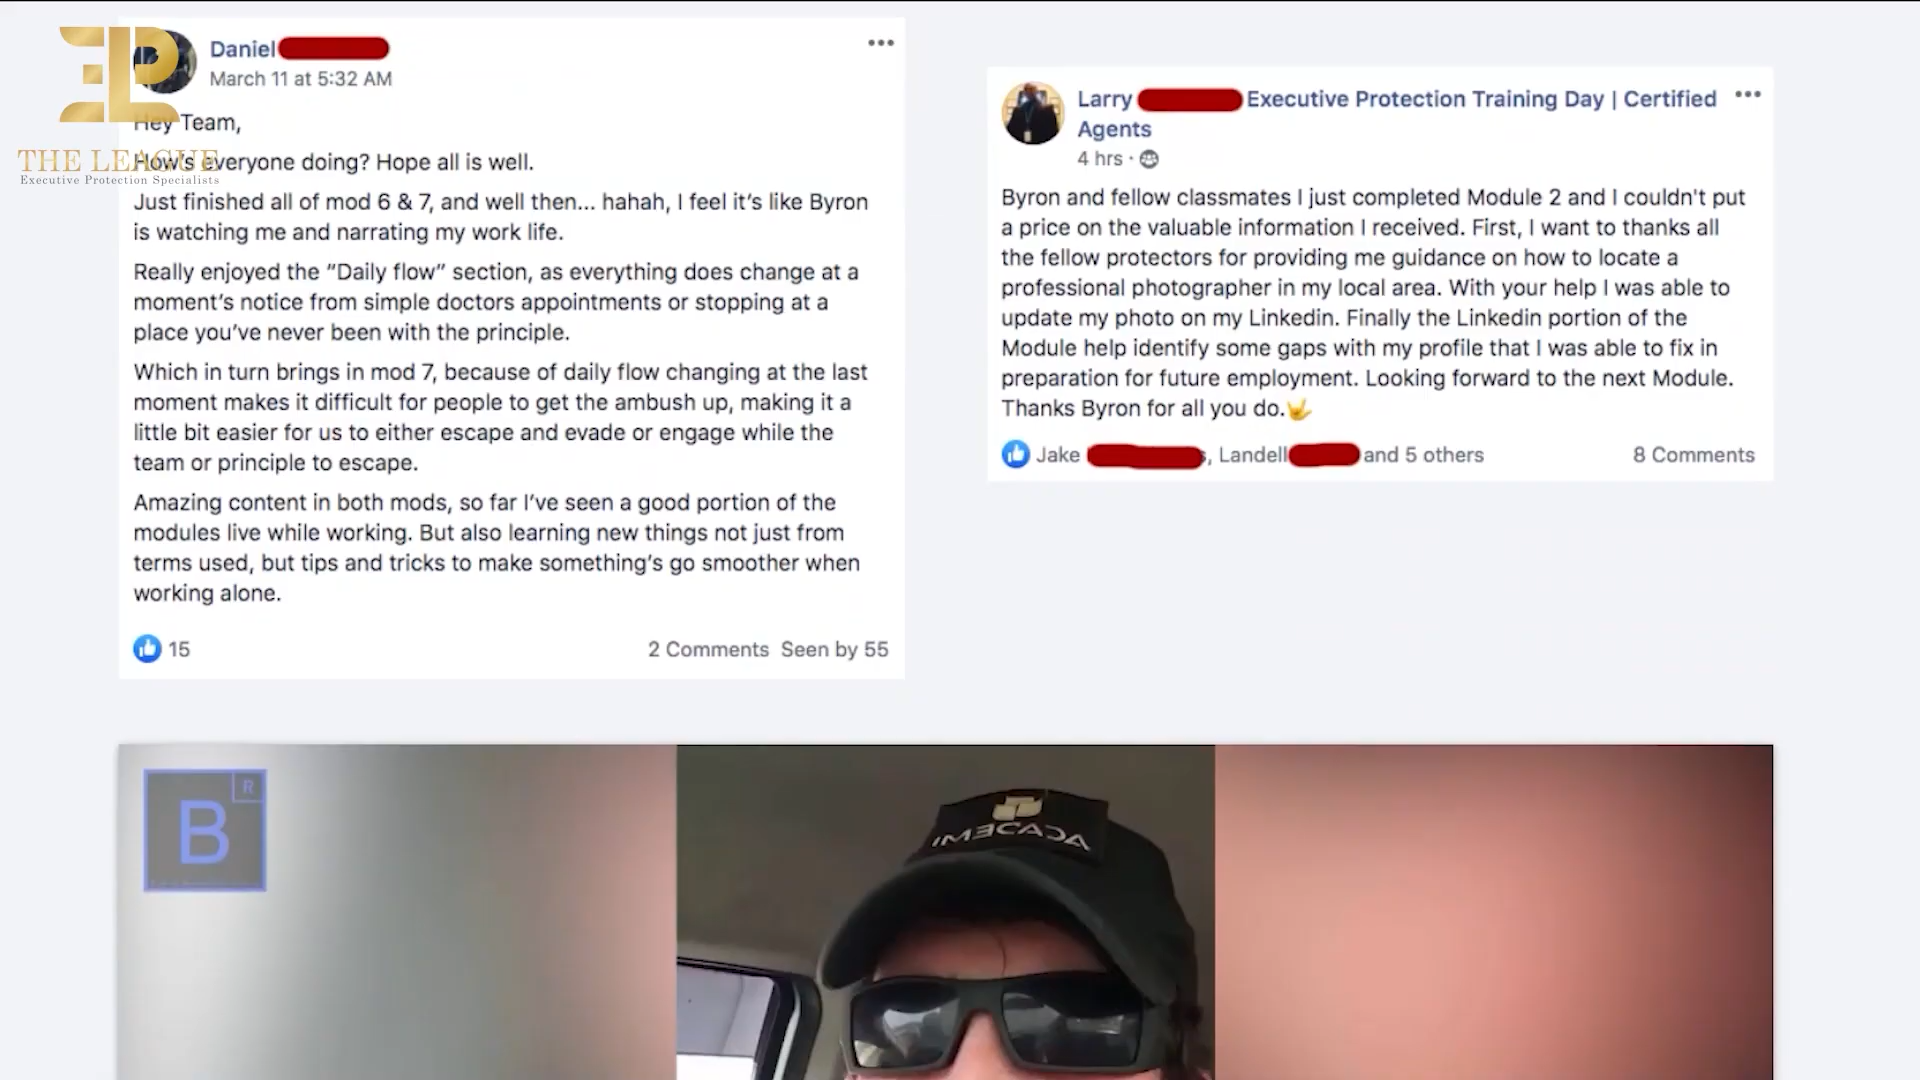 Daniel
March 11 at 5:32 AM
Hey Team,
THE LEAGUE
Executive Protection Specialists
How's everyone doing? Hope all is well.
Just finished all of mod 6 & 7, and well then... hahah, I feel it's like Byron
is watching me and narrating my work life.
Really enjoyed the “Daily flow” section, as everything does change at a
moment's notice from simple doctors appointments or stopping at a
place you've never been with the principle.
Which in turn brings in mod 7, because of daily flow changing at the last
moment makes it difficult for people to get the ambush up, making it a
little bit easier for us to either escape and evade or engage while the
team or principle to escape.
Amazing content in both mods, so far I've seen a good portion of the
modules live while working. But also learning new things not just from
terms used, but tips and tricks to make something's go smoother when
working alone.
15
2 Comments Seen by 55
Larry Executive Protection Training Day | Certified
Agents
4 hrs ·
Byron and fellow classmates I just completed Module 2 and I couldn't put
a price on the valuable information I received. First, I want to thanks all
the fellow protectors for providing me guidance on how to locate a
professional photographer in my local area. With your help I was able to
update my photo on my Linkedin. Finally the Linkedin portion of the
Module help identify some gaps with my profile that I was able to fix in
preparation for future employment. Looking forward to the next Module.
Thanks Byron for all you do.🤟
Jake , Landell and 5 others
8 Comments
R
B